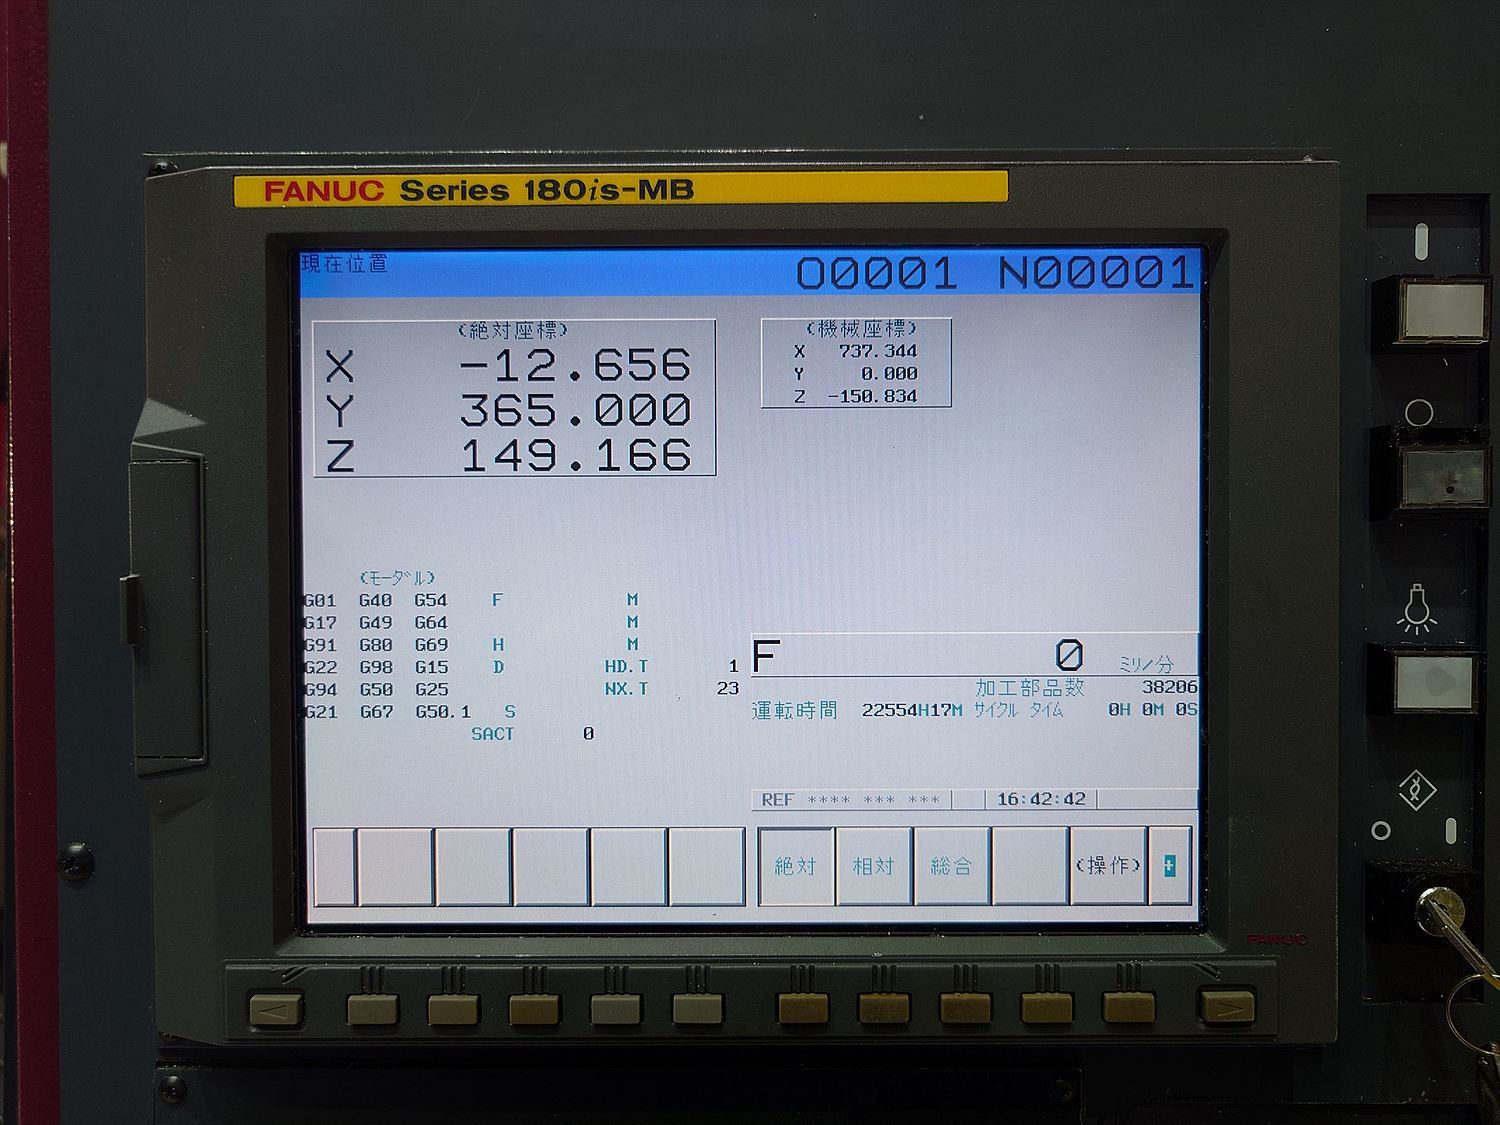 FANUC Series 180is-MB
現在位置 O0001 N00001
(絶対座標)
X -12.656
Y 365.000
Z 149.166
(機械座標)
X 737.344
Y 0.000
Z -150.834
(モーダル)
G01 G40 G54 F M
G17 G49 G64 M
G91 G80 G69 H M
G22 G98 G15 D HD.T 1
G94 G50 G25 NX.T 23
G21 G67 G50.1 S
SACT 0
F 0 ミリ/分
加工部品数 38206
運転時間 22554H17M サイクル タイム 0H 0M 0S
REF **** *** *** 16:42:42
絶対 相対 総合 (操作) +
FANUC